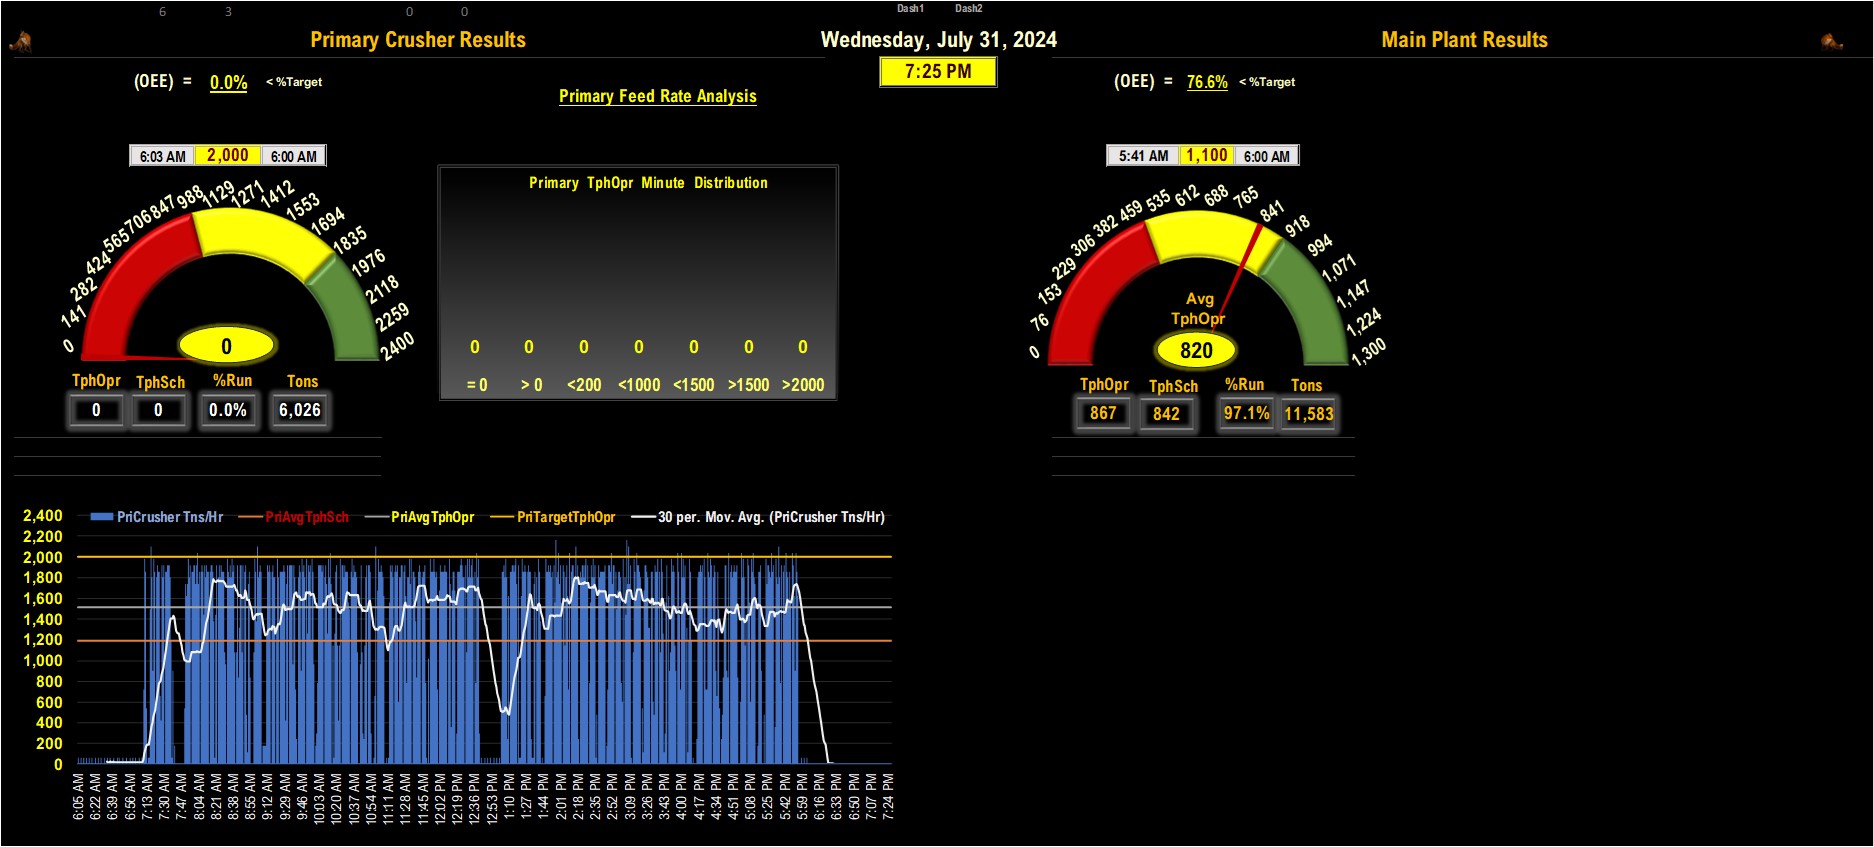 6 3 0 0 Dash1 Dash2
Primary Crusher Results Wednesday, July 31, 2024 Main Plant Results
7:25 PM
(OEE) = 0.0% < %Target
Primary Feed Rate Analysis
(OEE) = 76.6% < %Target
6:03 AM 2,000 6:00 AM
0 141 282 424 565 706 847 988 1129 1271 1412 1553 1694 1835 1976 2118 2259 2400
0
TphOpr TphSch %Run Tons
0 0 0.0% 6,026
Primary TphOpr Minute Distribution
0 0 0 0 0 0 0
= 0 > 0 <200 <1000 <1500 >1500 >2000
5:41 AM 1,100 6:00 AM
0 76 153 229 306 382 459 535 612 688 765 841 918 994 1,071 1,147 1,224 1,300
Avg
TphOpr
820
TphOpr TphSch %Run Tons
867 842 97.1% 11,583
PriCrusher Tns/Hr PriAvgTphSch PriAvgTphOpr PriTargetTphOpr 30 per. Mov. Avg. (PriCrusher Tns/Hr)
2,400
2,200
2,000
1,800
1,600
1,400
1,200
1,000
800
600
400
200
0
6:05 AM 6:22 AM 6:39 AM 6:56 AM 7:13 AM 7:30 AM 7:47 AM 8:04 AM 8:21 AM 8:38 AM 8:55 AM 9:12 AM 9:29 AM 9:46 AM 10:03 AM 10:20 AM 10:37 AM 10:54 AM 11:11 AM 11:28 AM 11:45 AM 12:02 PM 12:19 PM 12:36 PM 12:53 PM 1:10 PM 1:27 PM 1:44 PM 2:01 PM 2:18 PM 2:35 PM 2:52 PM 3:09 PM 3:26 PM 3:43 PM 4:00 PM 4:17 PM 4:34 PM 4:51 PM 5:08 PM 5:25 PM 5:42 PM 5:59 PM 6:16 PM 6:33 PM 6:50 PM 7:07 PM 7:24 PM